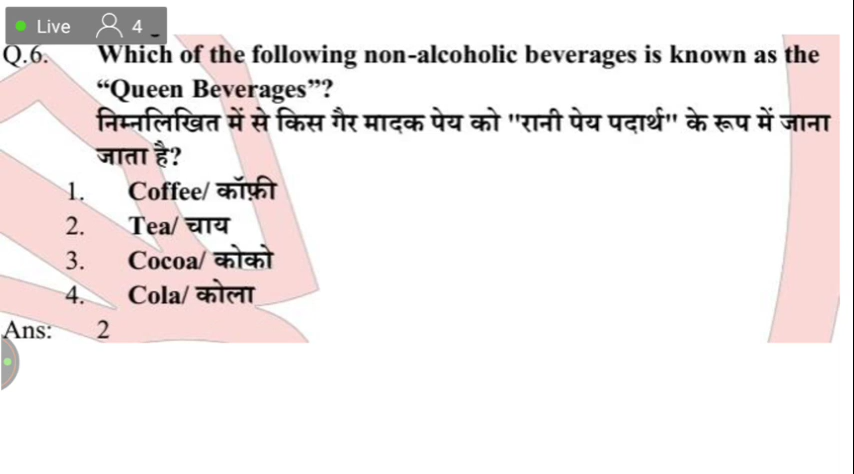 Live 4
Q.6. Which of the following non-alcoholic beverages is known as the
“Queen Beverages”?
निम्नलिखित में से किस गैर मादक पेय को "रानी पेय पदार्थ" के रूप में जाना
जाता है?
1. Coffee/ कॉफ़ी
2. Tea/ चाय
3. Cocoa/ कोको
4. Cola/ कोला
Ans: 2